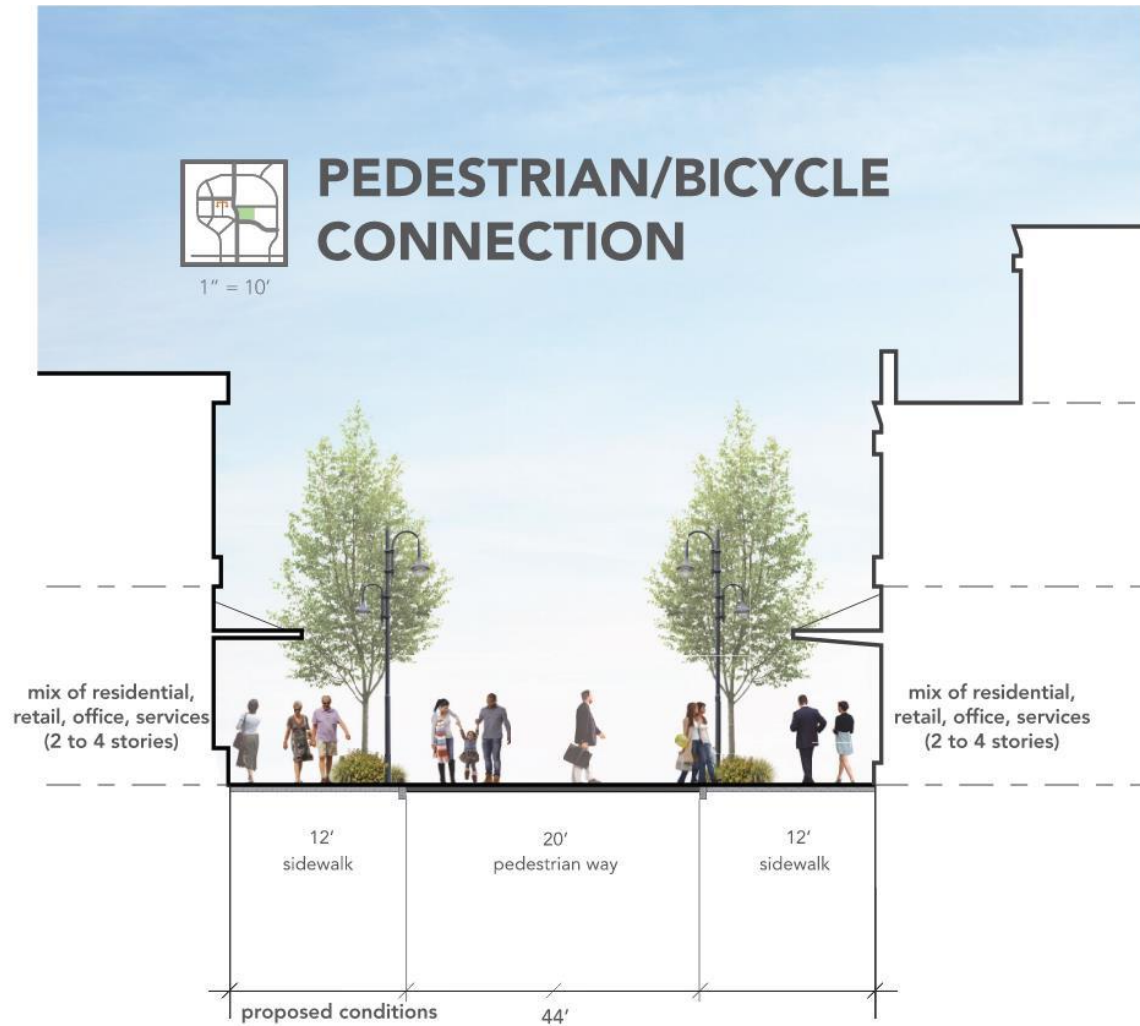 PEDESTRIAN/BICYCLE
CONNECTION
1" = 10'
mix of residential,
retail, office, services
(2 to 4 stories)
mix of residential,
retail, office, services
(2 to 4 stories)
12'
sidewalk
20'
pedestrian way
12'
sidewalk
proposed conditions
44'